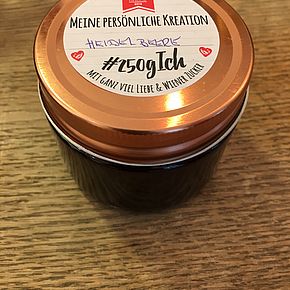 MEINE PERSÖNLICHE KREATION
HEIDELBEERE
#250gIch
MIT GANZ VIEL LIEBE & WIENER ZUCKER